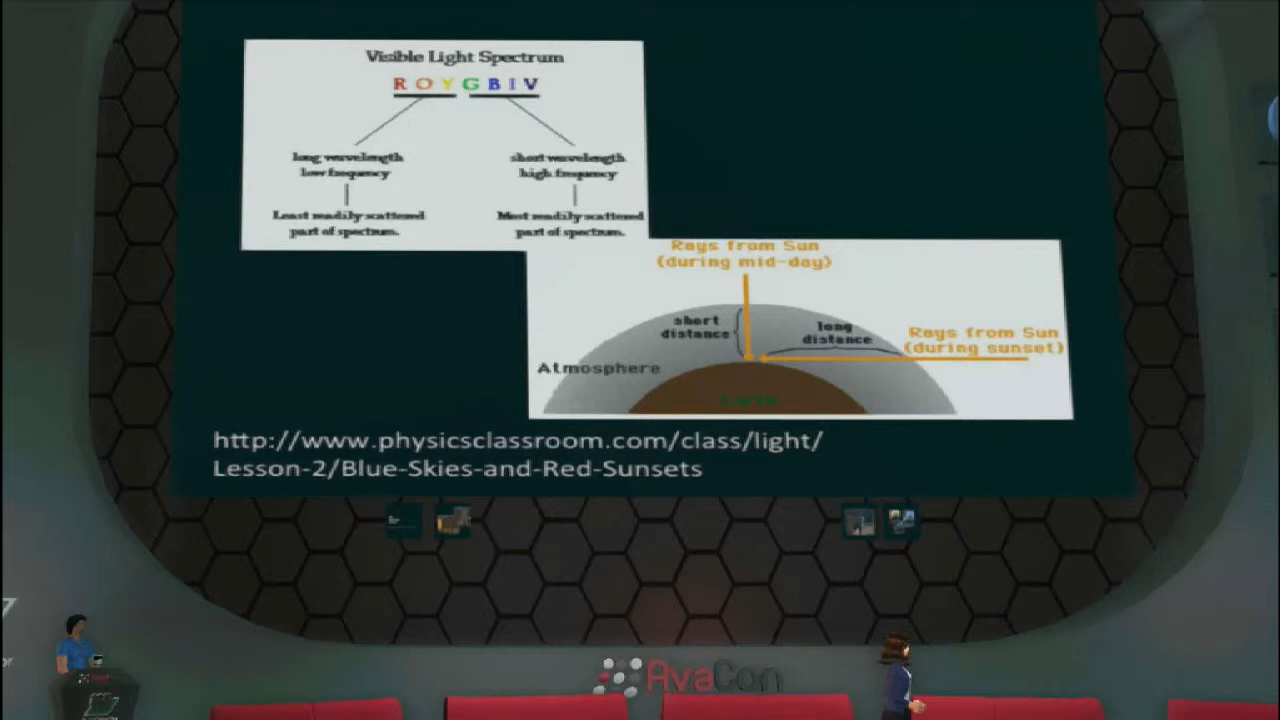 Visible Light Spectrum
R O Y G B I V
long wavelength
low frequency
short wavelength
high frequency
Least readily scattered
part of spectrum.
Most readily scattered
part of spectrum.
Rays from Sun
(during mid-day)
short
distance
long
distance
Rays from Sun
(during sunset)
Atmosphere
Earth
http://www.physicsclassroom.com/class/light/
Lesson-2/Blue-Skies-and-Red-Sunsets
AvaCon